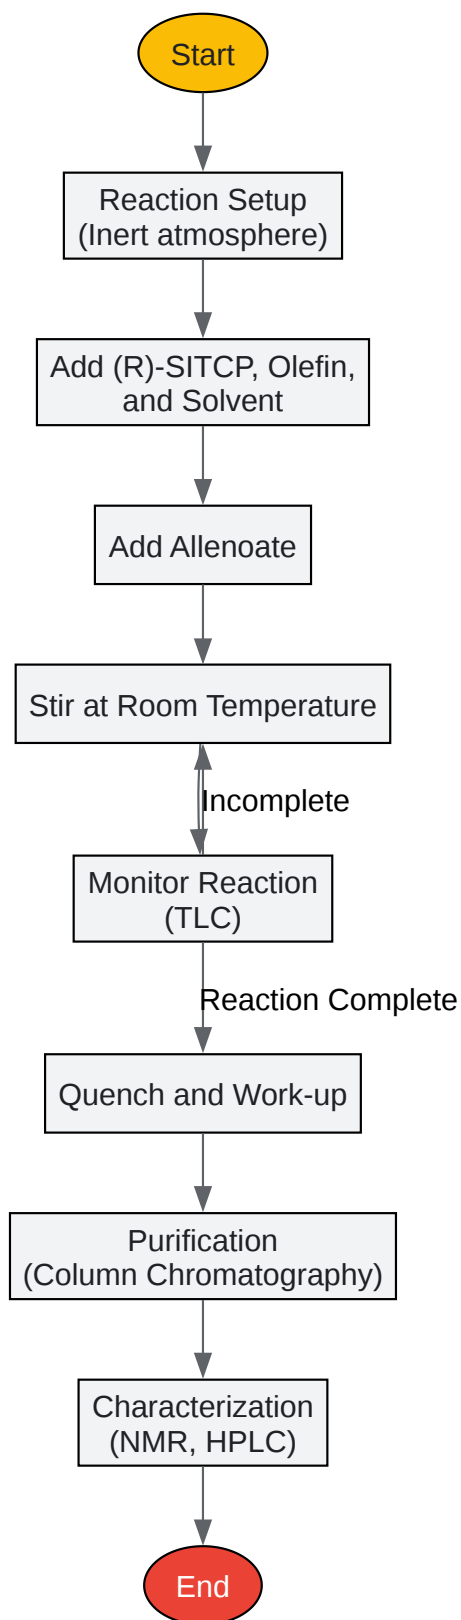 Start
Reaction Setup
(Inert atmosphere)
Add (R)-SITCP, Olefin,
and Solvent
Add Allenoate
Stir at Room Temperature
Incomplete
Monitor Reaction
(TLC)
Reaction Complete
Quench and Work-up
Purification
(Column Chromatography)
Characterization
(NMR, HPLC)
End